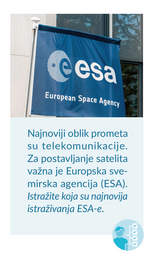 esa
European Space Agency
Najnoviji oblik prometa
su telekomunikacije.
Za postavljanje satelita
važna je Europska sve-
mirska agencija (ESA).
Istražite koja su najnovija
istraživanja ESA-e.